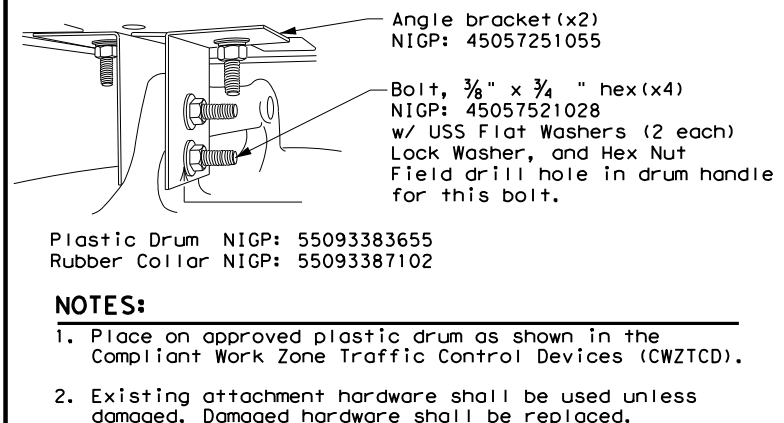 Angle bracket(x2)
NIGP: 45057251055
Bolt, ⅜" x ¾ " hex(x4)
NIGP: 45057521028
w/ USS Flat Washers (2 each)
Lock Washer, and Hex Nut
Field drill hole in drum handle
for this bolt.
Plastic Drum NIGP: 55093383655
Rubber Collar NIGP: 55093387102
NOTES:
1. Place on approved plastic drum as shown in the
Compliant Work Zone Traffic Control Devices (CWZTCD).
2. Existing attachment hardware shall be used unless
damaged. Damaged hardware shall be replaced.